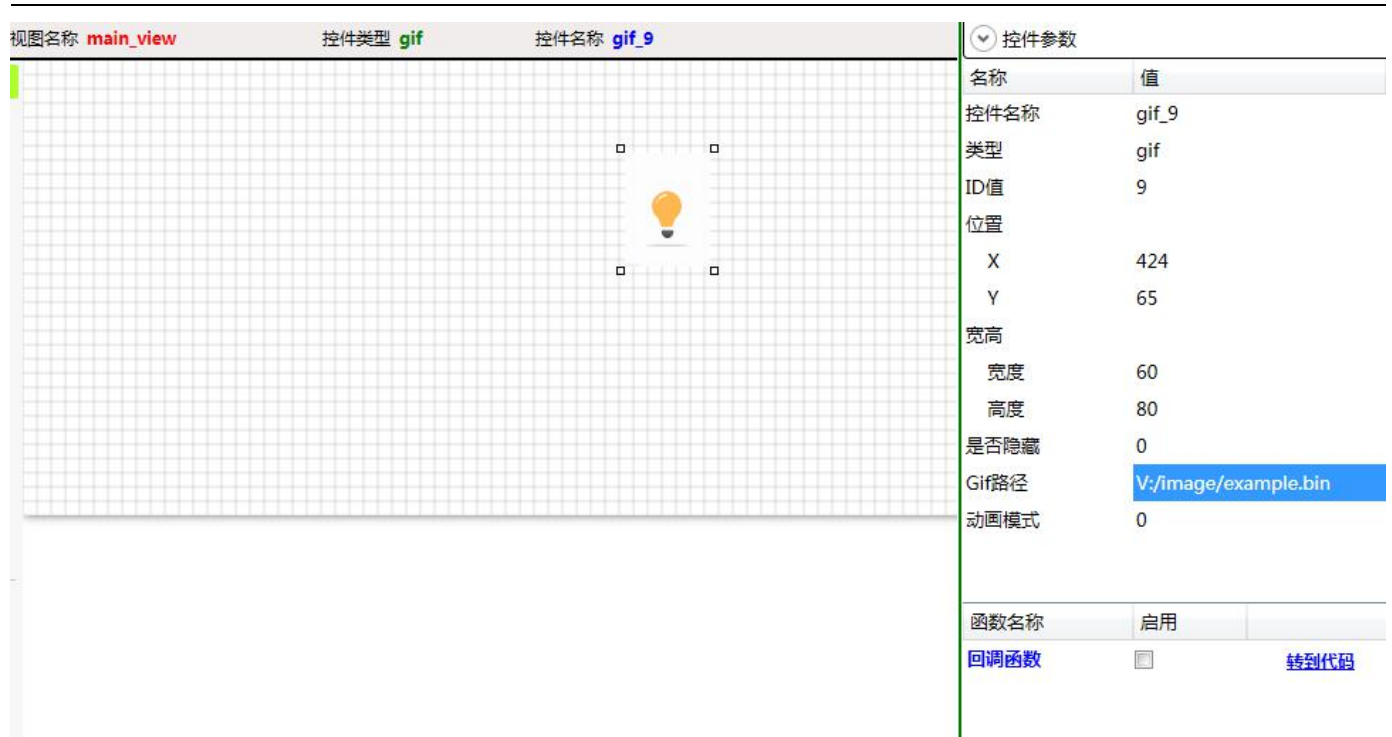 视图名称 main_view 控件类型 gif 控件名称 gif_9
控件参数
名称 值
控件名称 gif_9
类型 gif
ID值 9
位置
X 424
Y 65
宽高
宽度 60
高度 80
是否隐藏 0
Gif路径 V:/image/example.bin
动画模式 0
函数名称 启用
回调函数 转到代码